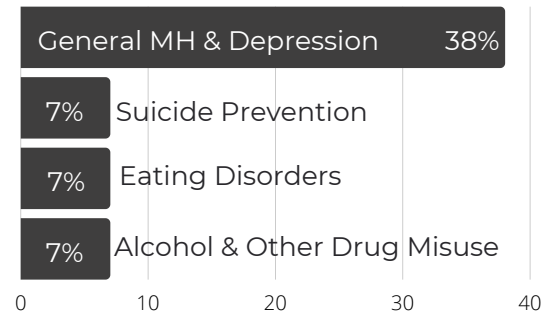 General MH & Depression 38%
7% Suicide Prevention
7% Eating Disorders
7% Alcohol & Other Drug Misuse
0 10 20 30 40